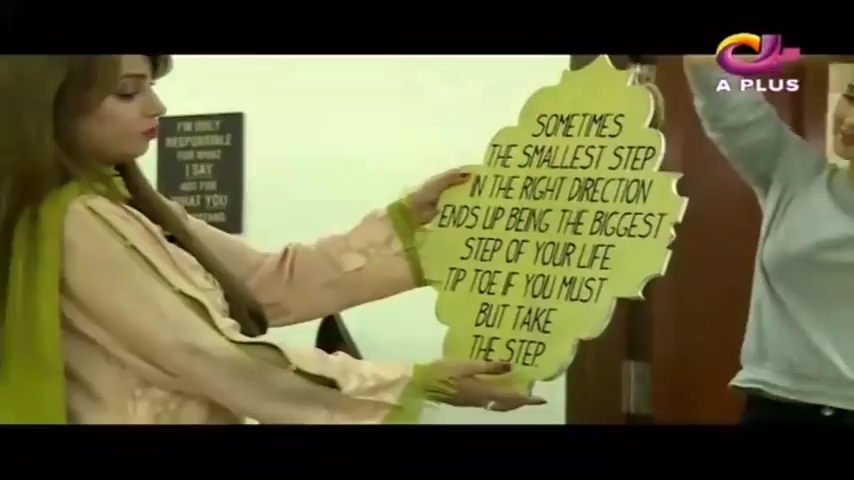 A PLUS
I'M ONLY
RESPONSIBLE
FOR WHAT
I SAY
NOT FOR
WHAT YOU
UNDERSTAND
SOMETIMES
THE SMALLEST STEP
IN THE RIGHT DIRECTION
ENDS UP BEING THE BIGGEST
STEP OF YOUR LIFE
TIP TOE IF YOU MUST
BUT TAKE
THE STEP.